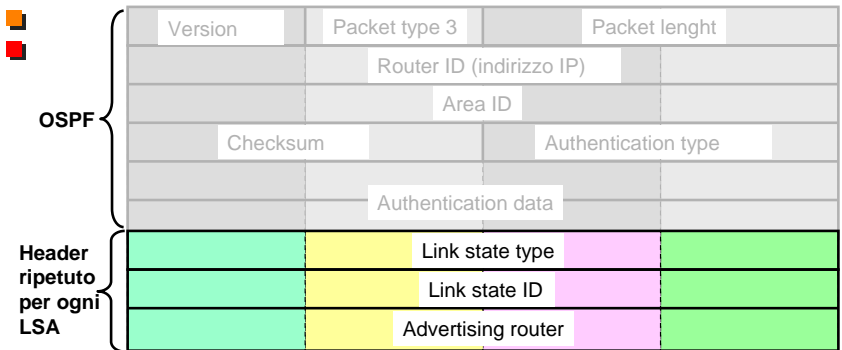 Version Packet type 3 Packet lenght
Router ID (indirizzo IP)
Area ID
OSPF
Checksum Authentication type
Authentication data
Header
ripetuto
per ogni
LSA
Link state type
Link state ID
Advertising router